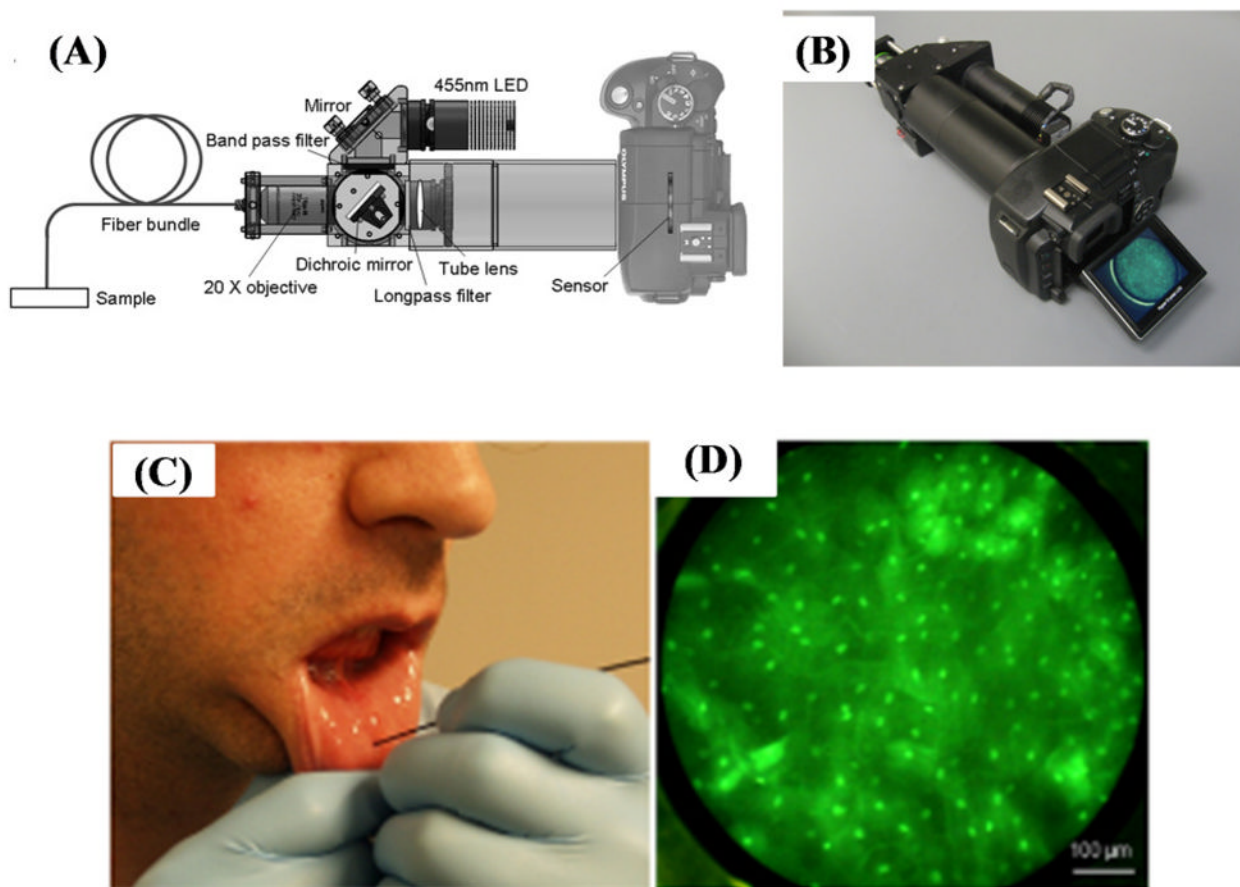 (A)
455nm LED
Mirror
Band pass filter
OLYMPUS
Fiber bundle
Dichroic mirror
Tube lens
20 X objective
Longpass filter
Sensor
Sample
(B)
(C)
(D)
100 µm